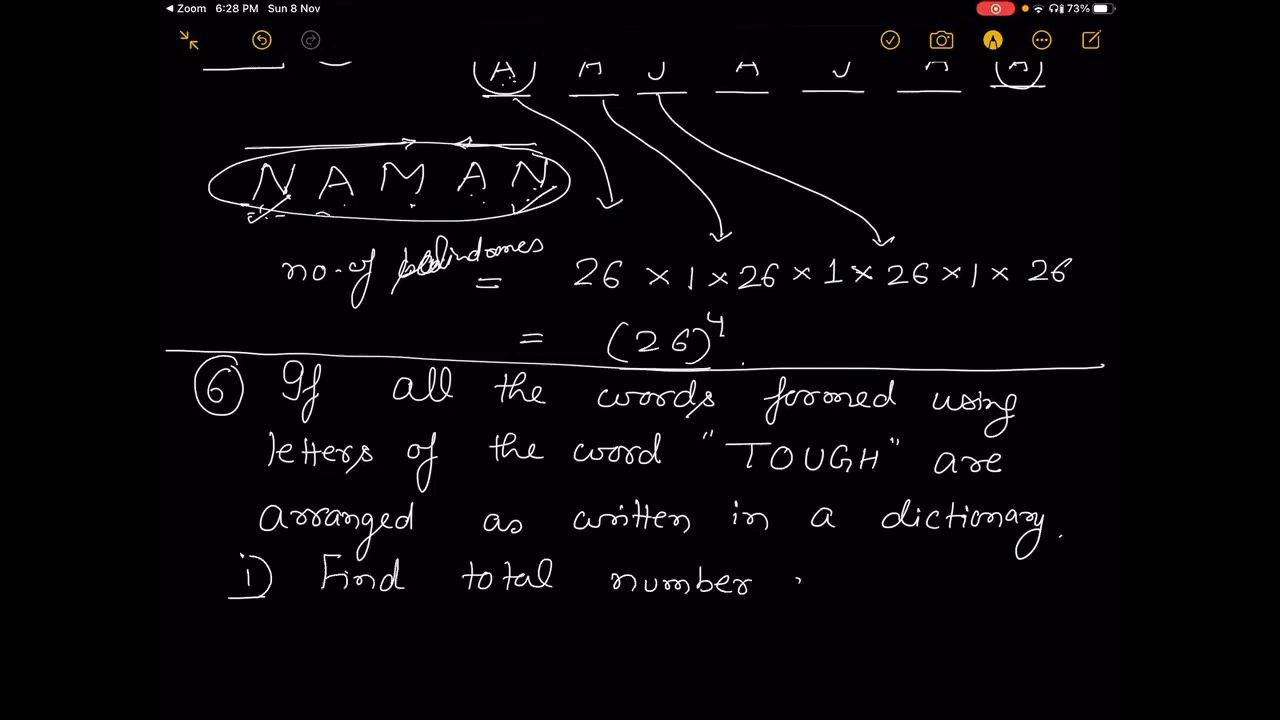 Zoom 6:28 PM Sun 8 Nov 73%
A A J A J A A
N A M A N
no. of
= 26 × 1 × 26 × 1 × 26 × 1 × 26
= (26)^4
6 If all the words formed using
letters of the word "TOUGH" are
arranged as written in a dictionary.
i) Find total number